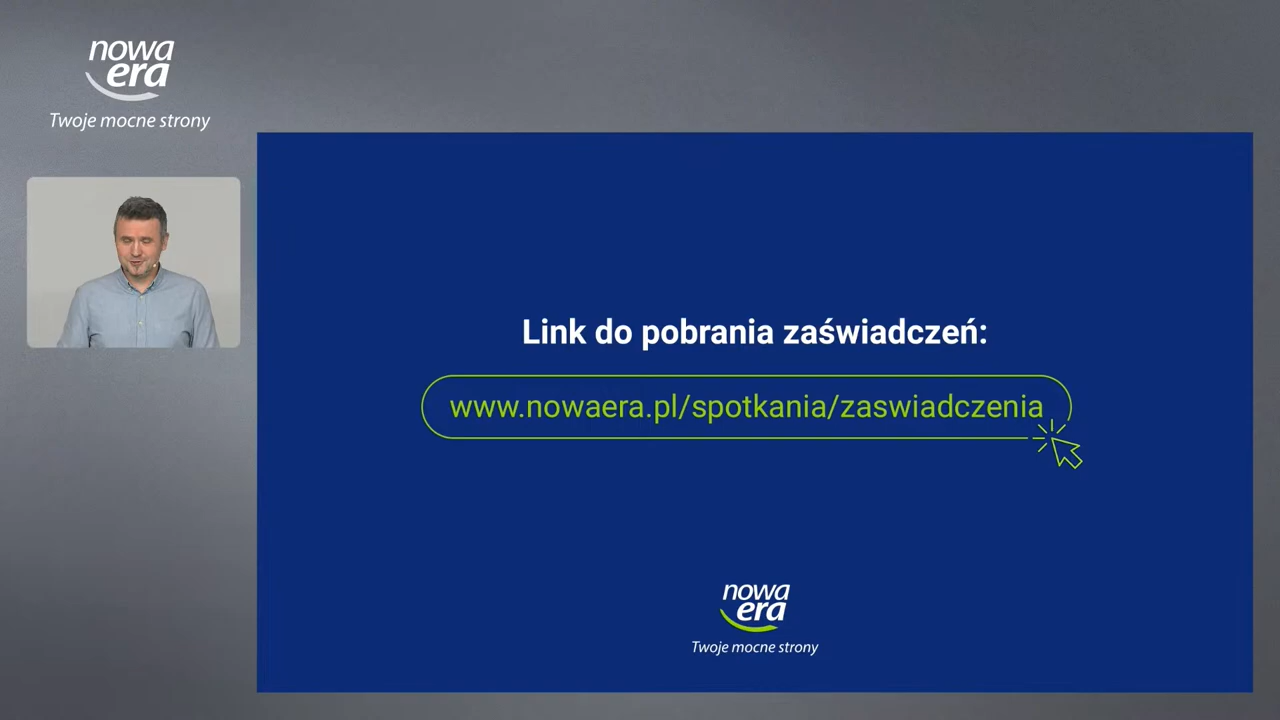 nowa
era
Twoje mocne strony
Link do pobrania zaświadczeń:
www.nowaera.pl/spotkania/zaswiadczenia
nowa
era
Twoje mocne strony